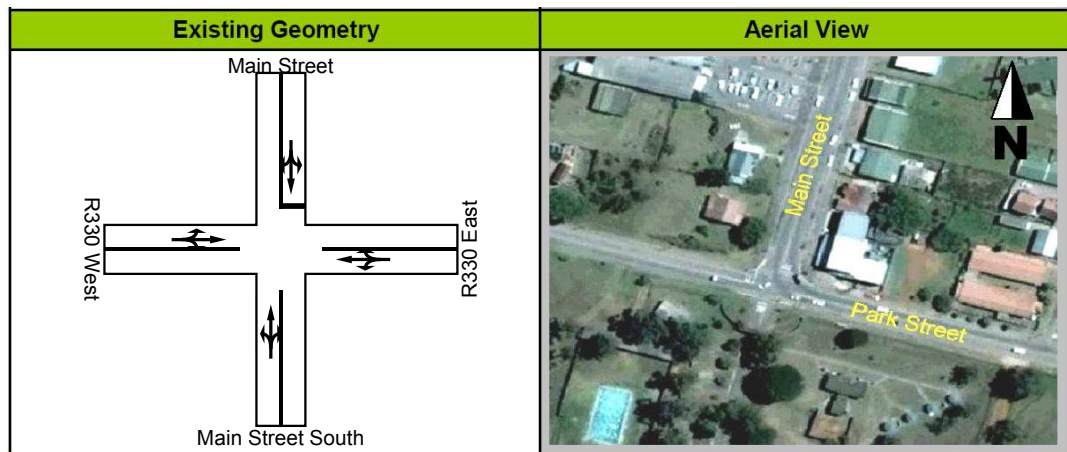 Existing Geometry
Aerial View
Main Street
R330 West
R330 East
Main Street South
N
Main Street
Park Street